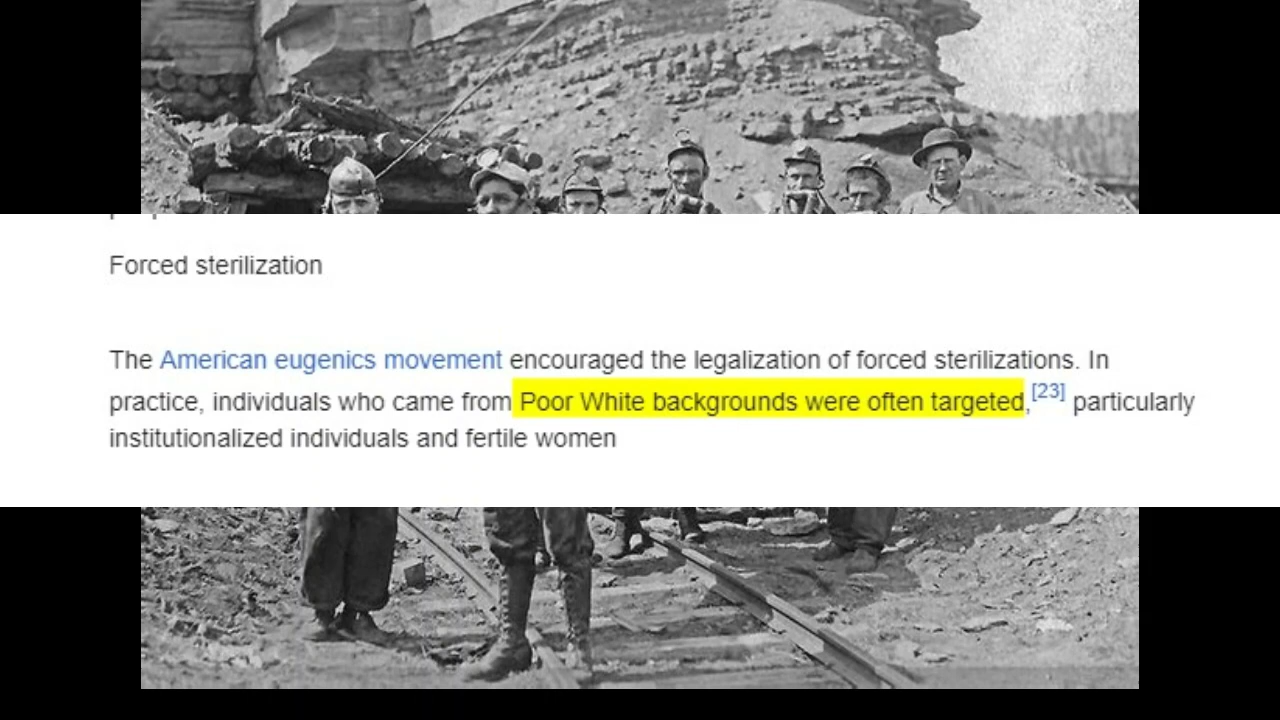 Forced sterilization
The American eugenics movement encouraged the legalization of forced sterilizations. In
practice, individuals who came from Poor White backgrounds were often targeted,[23] particularly
institutionalized individuals and fertile women